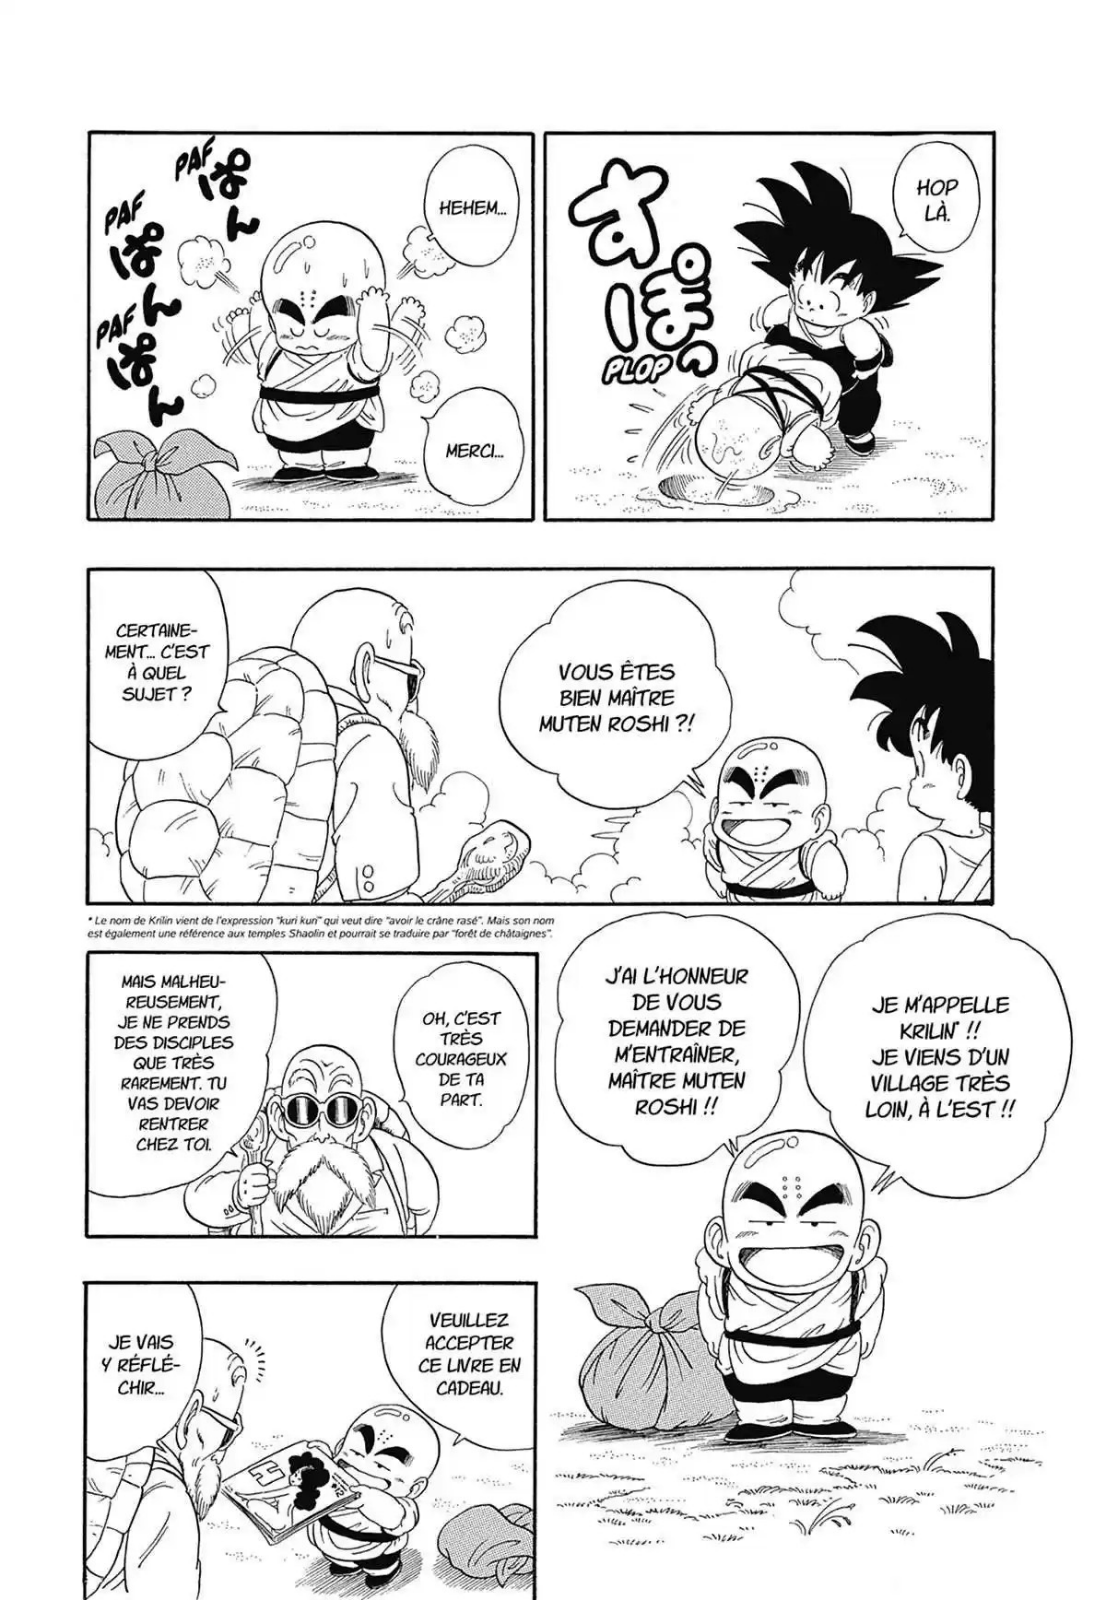 HOP
LÀ.
すぽっ
PLOP
HEHEM...
PAF
ぱん
PAF
ぱん
PAF
ぱん
MERCI...
VOUS ÊTES
BIEN MAÎTRE
MUTEN ROSHI ?!
CERTAINE-
MENT... C'EST
À QUEL
SUJET ?
* Le nom de Krilin vient de l'expression "kuri kuri" qui veut dire "avoir le crâne rasé". Mais son nom
est également une référence aux temples Shaolin et pourrait se traduire par "forêt de châtaignes".
JE M'APPELLE
KRILIN* !!
JE VIENS D'UN
VILLAGE TRÈS
LOIN, À L'EST !!
J'AI L'HONNEUR
DE VOUS
DEMANDER DE
M'ENTRAÎNER,
MAÎTRE MUTEN
ROSHI !!
OH, C'EST
TRÈS
COURAGEUX
DE TA
PART.
MAIS MALHEU-
REUSEMENT,
JE NE PRENDS
DES DISCIPLES
QUE TRÈS
RAREMENT. TU
VAS DEVOIR
RENTRER
CHEZ TOI.
VEUILLEZ
ACCEPTER
CE LIVRE EN
CADEAU.
JE VAIS
Y RÉFLÉ-
CHIR...